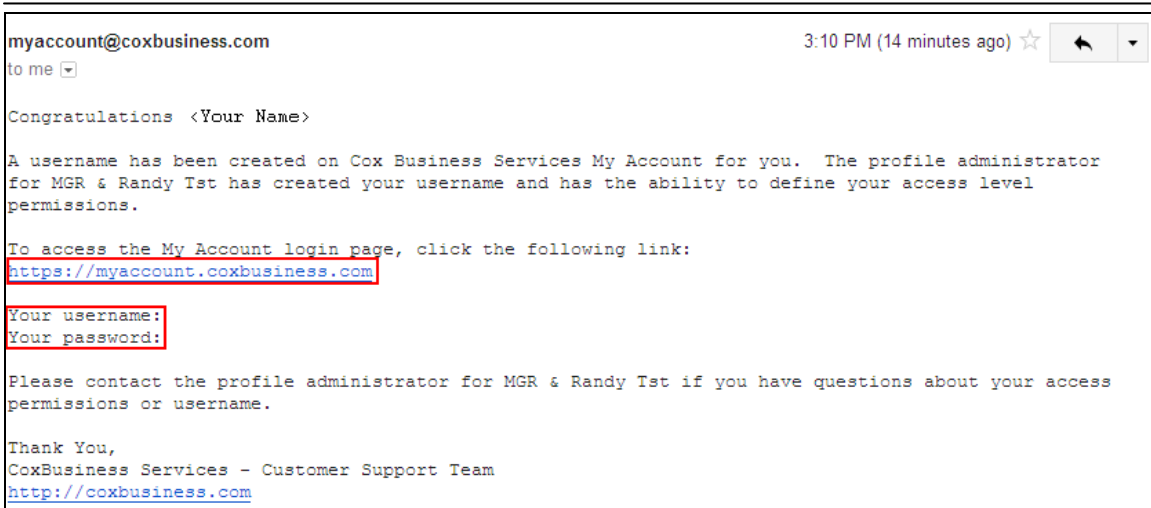 myaccount@coxbusiness.com 3:10 PM (14 minutes ago)
to me
Congratulations <Your Name>
A username has been created on Cox Business Services My Account for you. The profile administrator
for MGR & Randy Tst has created your username and has the ability to define your access level
permissions.
To access the My Account login page, click the following link:
https://myaccount.coxbusiness.com
Your username:
Your password:
Please contact the profile administrator for MGR & Randy Tst if you have questions about your access
permissions or username.
Thank You,
CoxBusiness Services - Customer Support Team
http://coxbusiness.com